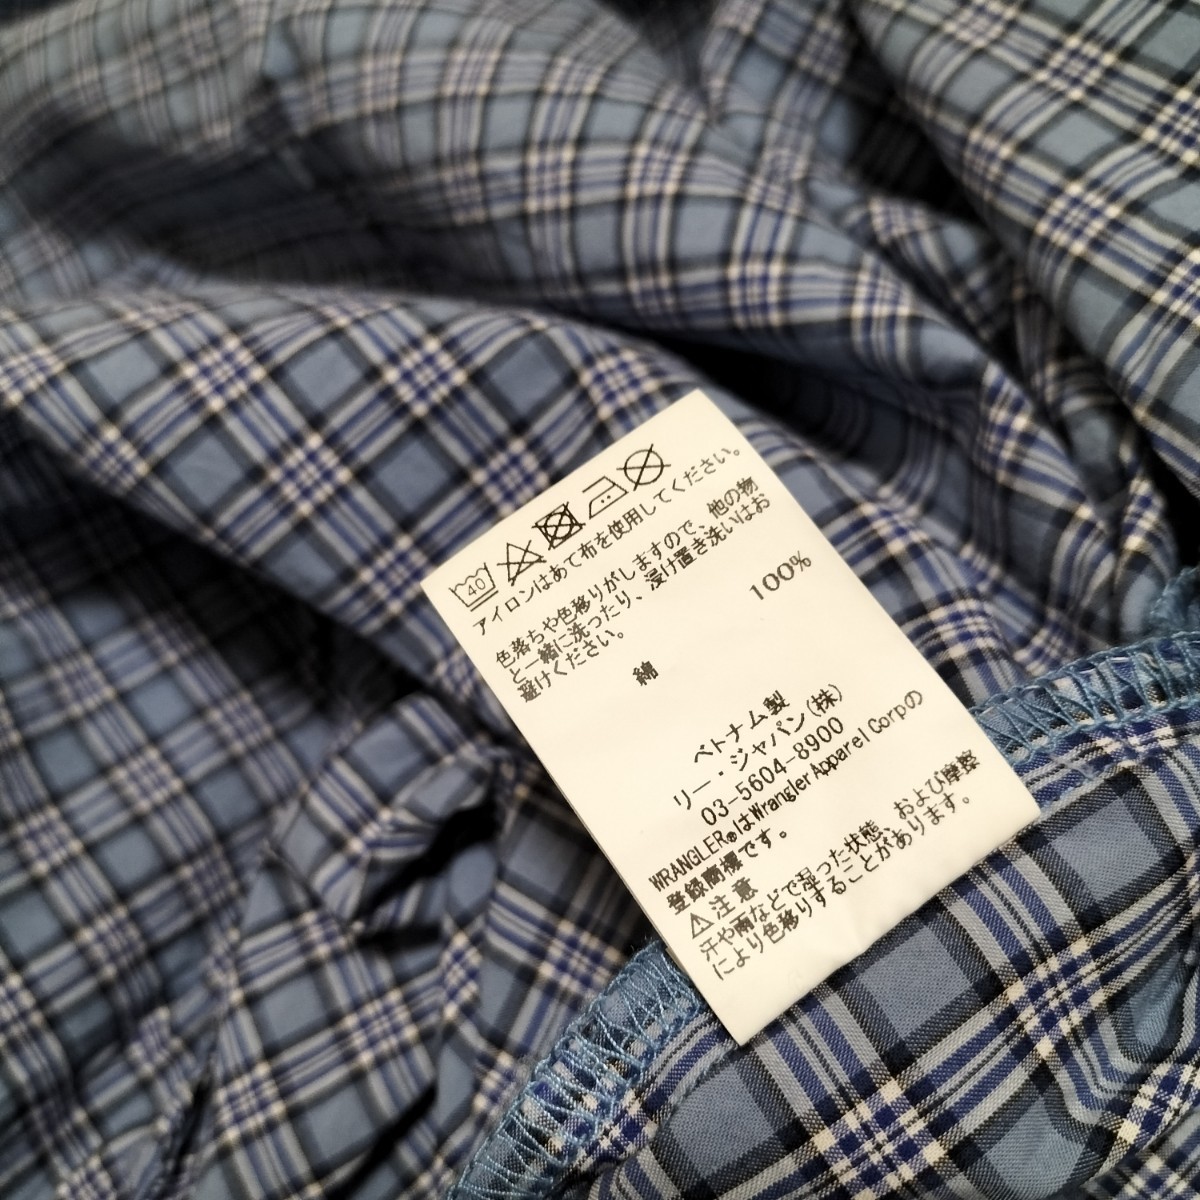 40
アイロンはあて布を使用してください。
色落ちや色移りがしますので、他の物
と一緒に洗ったり、浸け置き洗いはお
避けください。
綿 100%
ベトナム製
リー・ジャパン(株)
03-5604-8900
WRANGLER®はWrangler Apparel Corpの
登録商標です。
⚠注意
汗や雨などで湿った状態、および摩擦
により色移りすることがあります。